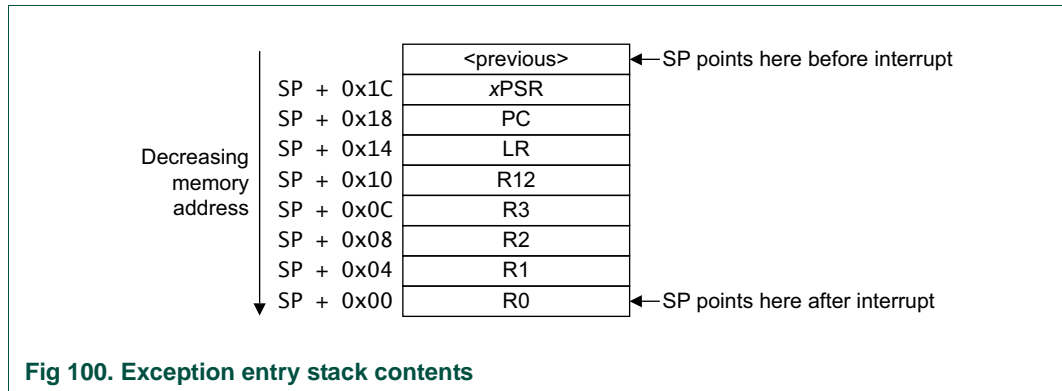 <previous>
SP points here before interrupt
SP + 0x1C xPSR
SP + 0x18 PC
SP + 0x14 LR
SP + 0x10 R12
SP + 0x0C R3
SP + 0x08 R2
SP + 0x04 R1
SP + 0x00 R0
SP points here after interrupt
Decreasing
memory
address
Fig 100. Exception entry stack contents